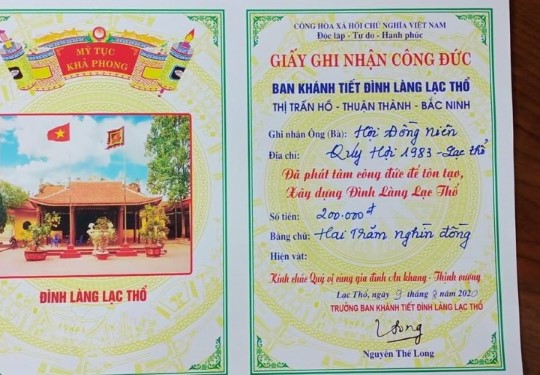 MỸ TỤC
KHẢ PHONG
ĐÌNH LÀNG LẠC THỔ
CỘNG HÒA XÃ HỘI CHỦ NGHĨA VIỆT NAM
Độc lập - Tự do - Hạnh phúc
GIẤY GHI NHẬN CÔNG ĐỨC
BAN KHÁNH TIẾT ĐÌNH LÀNG LẠC THỔ
THỊ TRẤN HỒ - THUẬN THÀNH - BẮC NINH
Ghi nhận Ông (Bà): Hội Đồng niên
Địa chỉ: Quý Hợi 1983 - Lạc thổ
Đã phát tâm công đức để tôn tạo,
Xây dựng Đình Làng Lạc Thổ
Số tiền: 200.000đ
Bằng chữ: Hai Trăm nghìn đồng
Hiện vật:
Kính chúc Quý vị cùng gia đình An khang - Thịnh vượng
Lạc Thổ, ngày 9 tháng 2 năm 2020
TRƯỞNG BAN KHÁNH TIẾT ĐÌNH LÀNG LẠC THỔ
Long
Nguyễn Thế Long